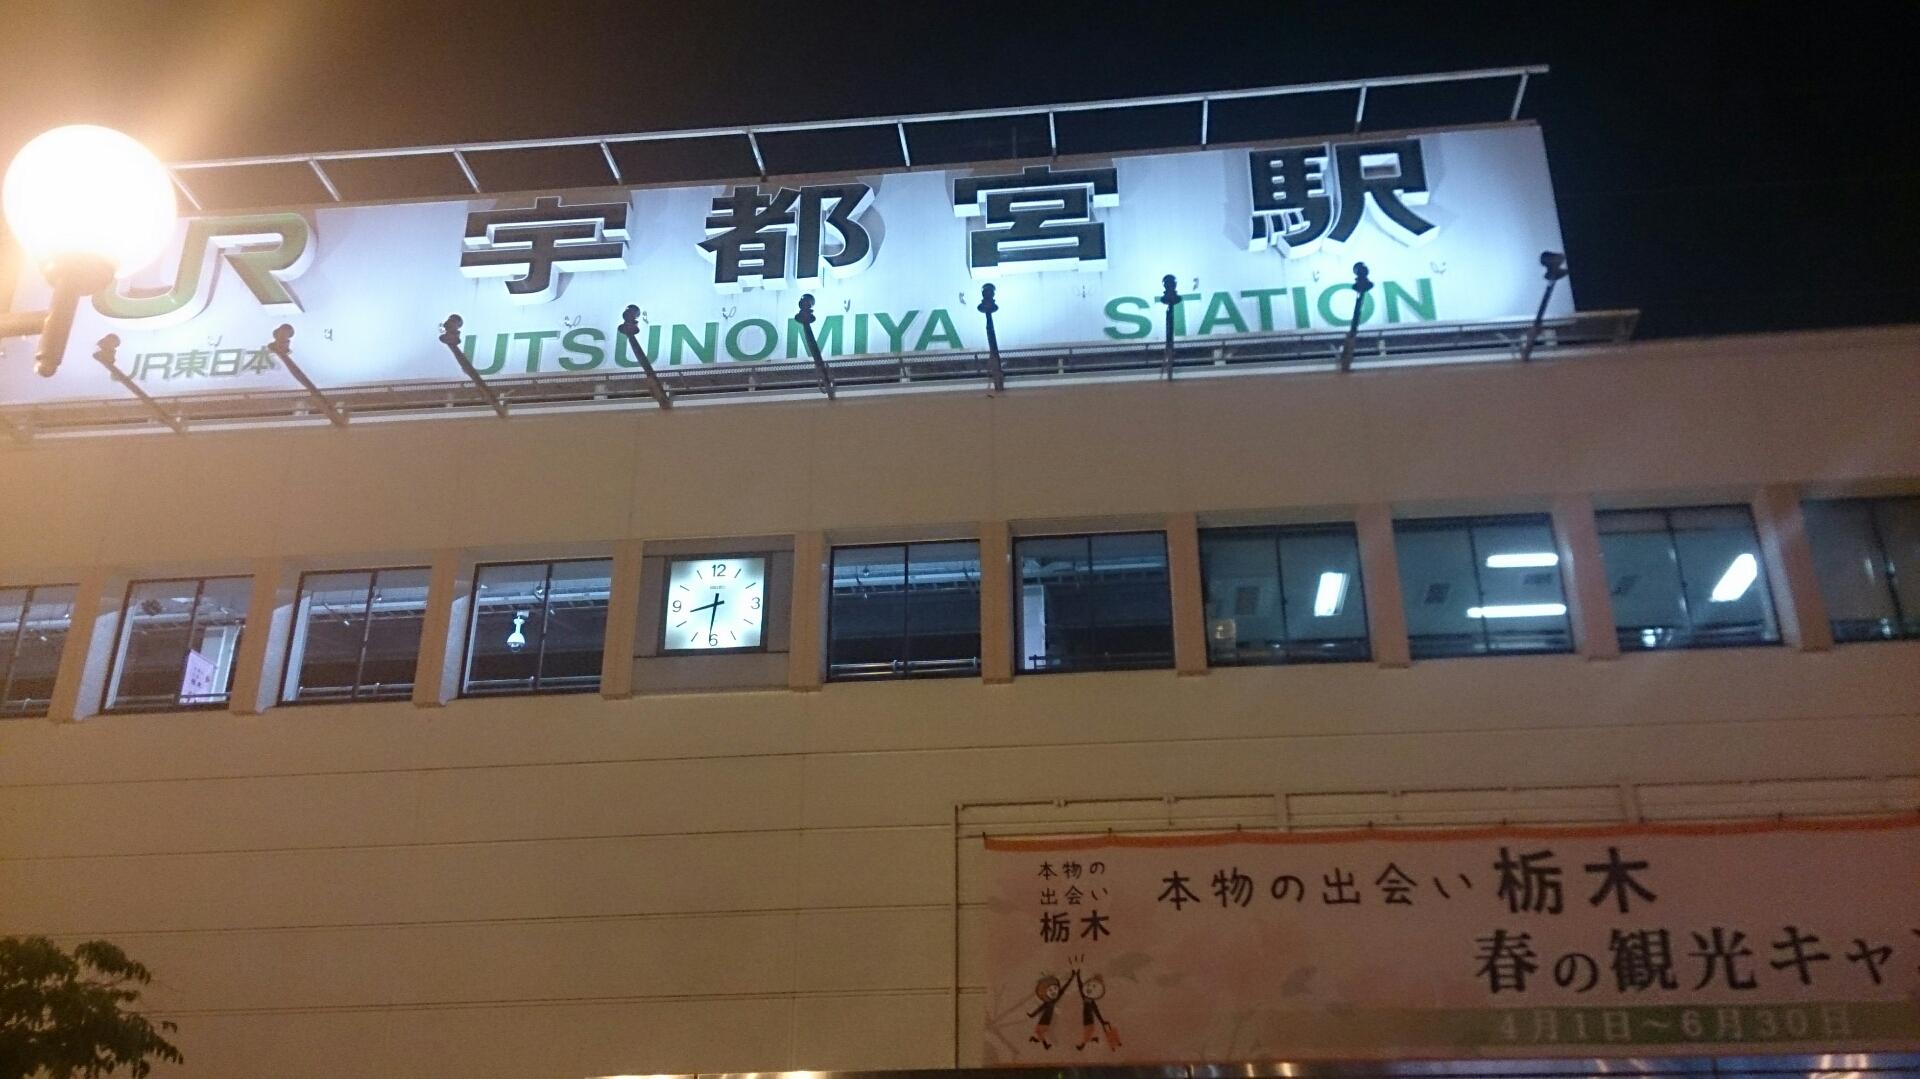 JR 宇都宮駅
JR東日本 UTSUNOMIYA STATION
12
9 3
6
本物の
出会い
栃木
本物の出会い 栃木
春の観光キャ
4月1日～6月30日